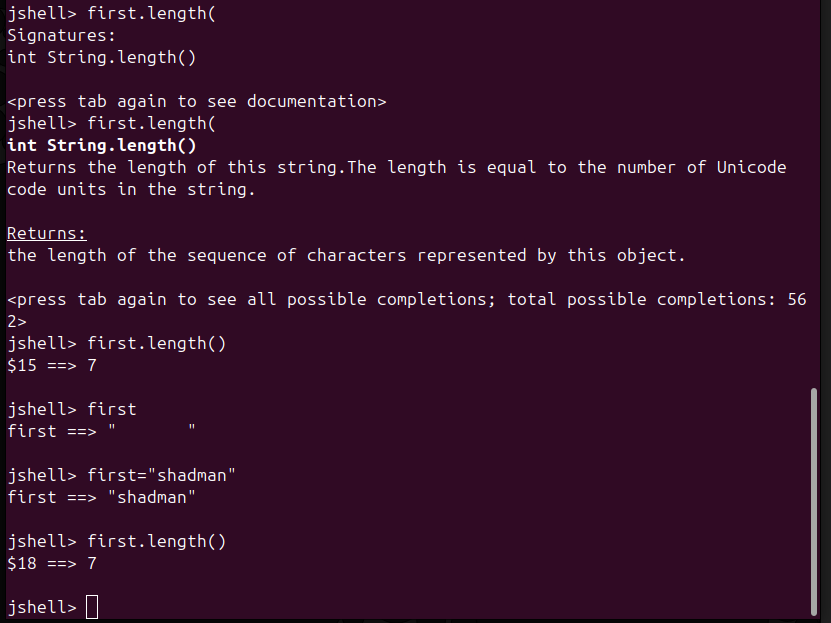 jshell> first.length(
Signatures:
int String.length()
<press tab again to see documentation>
jshell> first.length(
int String.length()
Returns the length of this string.The length is equal to the number of Unicode
code units in the string.
Returns:
the length of the sequence of characters represented by this object.
<press tab again to see all possible completions; total possible completions: 56
2>
jshell> first.length()
$15 ==> 7
jshell> first
first ==> "       "
jshell> first="shadman"
first ==> "shadman"
jshell> first.length()
$18 ==> 7
jshell>